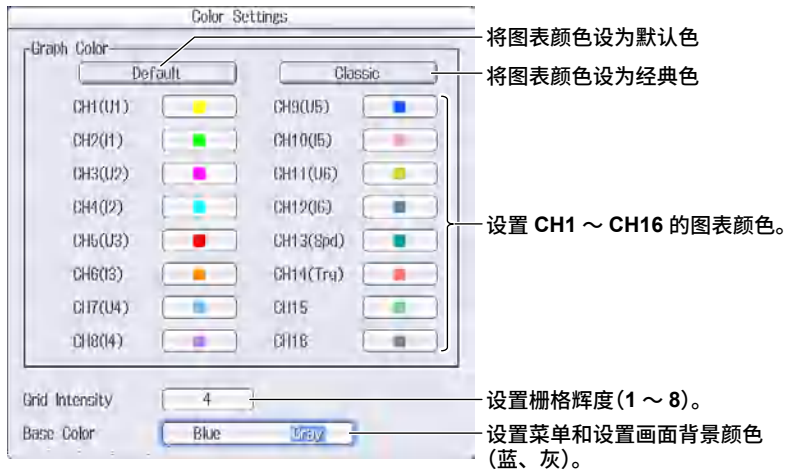 Color Settings
Graph Color
Default Classic
CH1(U1) CH9(U5)
CH2(I1) CH10(I5)
CH3(U2) CH11(U6)
CH4(I2) CH12(I6)
CH5(U3) CH13(Spd)
CH6(I3) CH14(Trq)
CH7(U4) CH15
CH8(I4) CH16
Grid Intensity 4
Base Color Blue Gray
将图表颜色设为默认色
将图表颜色设为经典色
设置 CH1 ～ CH16 的图表颜色。
设置栅格辉度（1 ～ 8）。
设置菜单和设置画面背景颜色
（蓝、灰）。